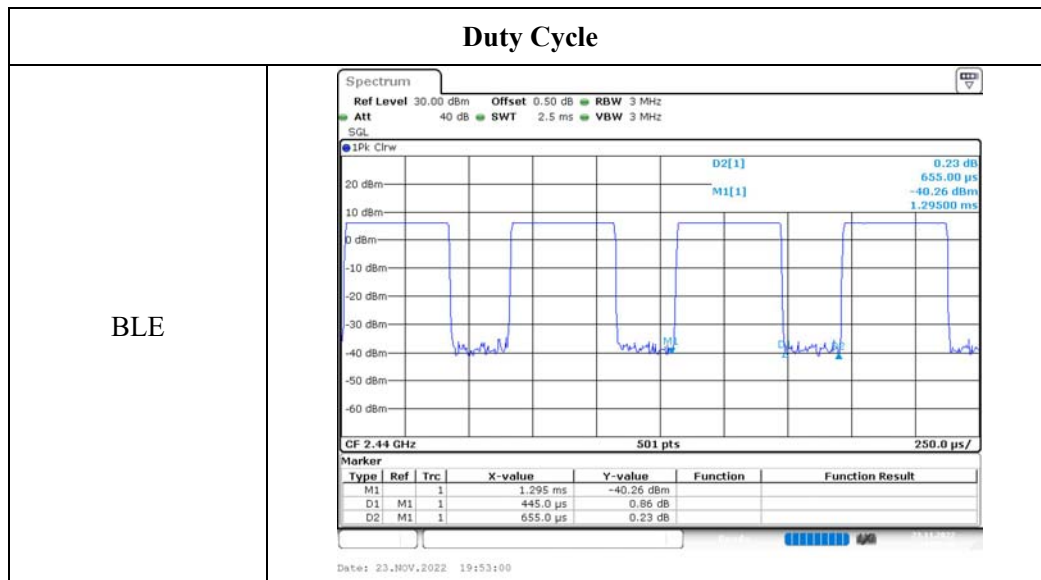 Duty Cycle
BLE
Spectrum
Ref Level 30.00 dBm Offset 0.50 dB RBW 3 MHz
Att 40 dB SWT 2.5 ms VBW 3 MHz
SGL
1Pk Clrw
D2[1] 0.23 dB
655.00 µs
M1[1] -40.26 dBm
1.29500 ms
20 dBm
10 dBm
0 dBm
-10 dBm
-20 dBm
-30 dBm
-40 dBm
-50 dBm
-60 dBm
M1
CF 2.44 GHz 501 pts 250.0 µs/
Marker
Type Ref Trc X-value Y-value Function Function Result
M1 1 1.295 ms -40.26 dBm
D1 M1 1 445.0 µs 0.86 dB
D2 M1 1 655.0 µs 0.23 dB
Date: 23.NOV.2022 19:53:00